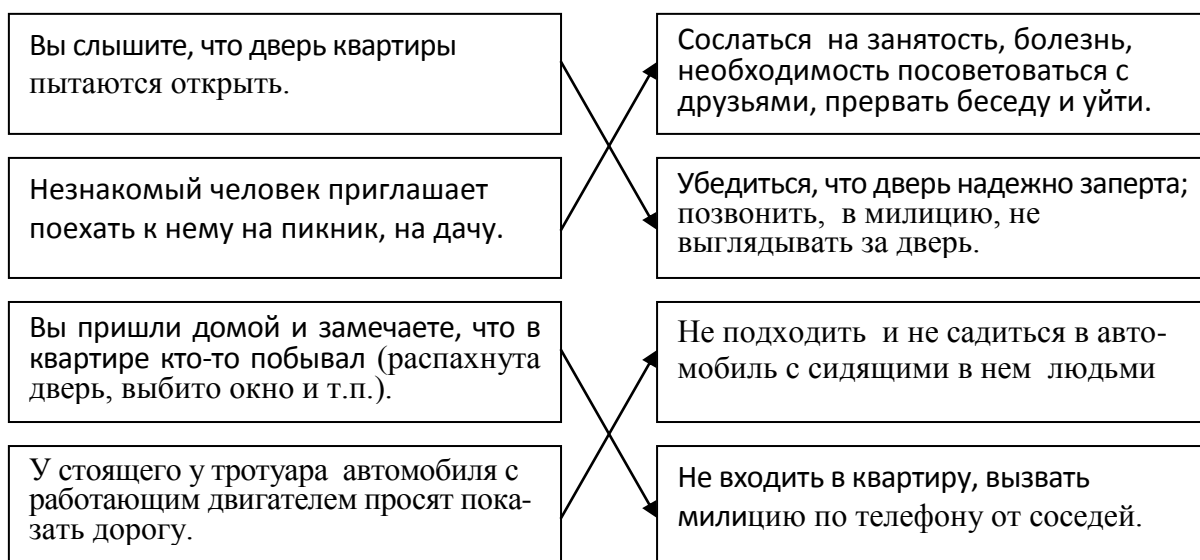 Вы слышите, что дверь квартиры
пытаются открыть.
Сослаться на занятость, болезнь,
необходимость посоветоваться с
друзьями, прервать беседу и уйти.
Незнакомый человек приглашает
поехать к нему на пикник, на дачу.
Убедиться, что дверь надежно заперта;
позвонить, в милицию, не
выглядывать за дверь.
Вы пришли домой и замечаете, что в
квартире кто-то побывал (распахнута
дверь, выбито окно и т.п.).
Не подходить и не садиться в авто-
мобиль с сидящими в нем людьми
У стоящего у тротуара автомобиля с
работающим двигателем просят пока-
зать дорогу.
Не входить в квартиру, вызвать
милицию по телефону от соседей.